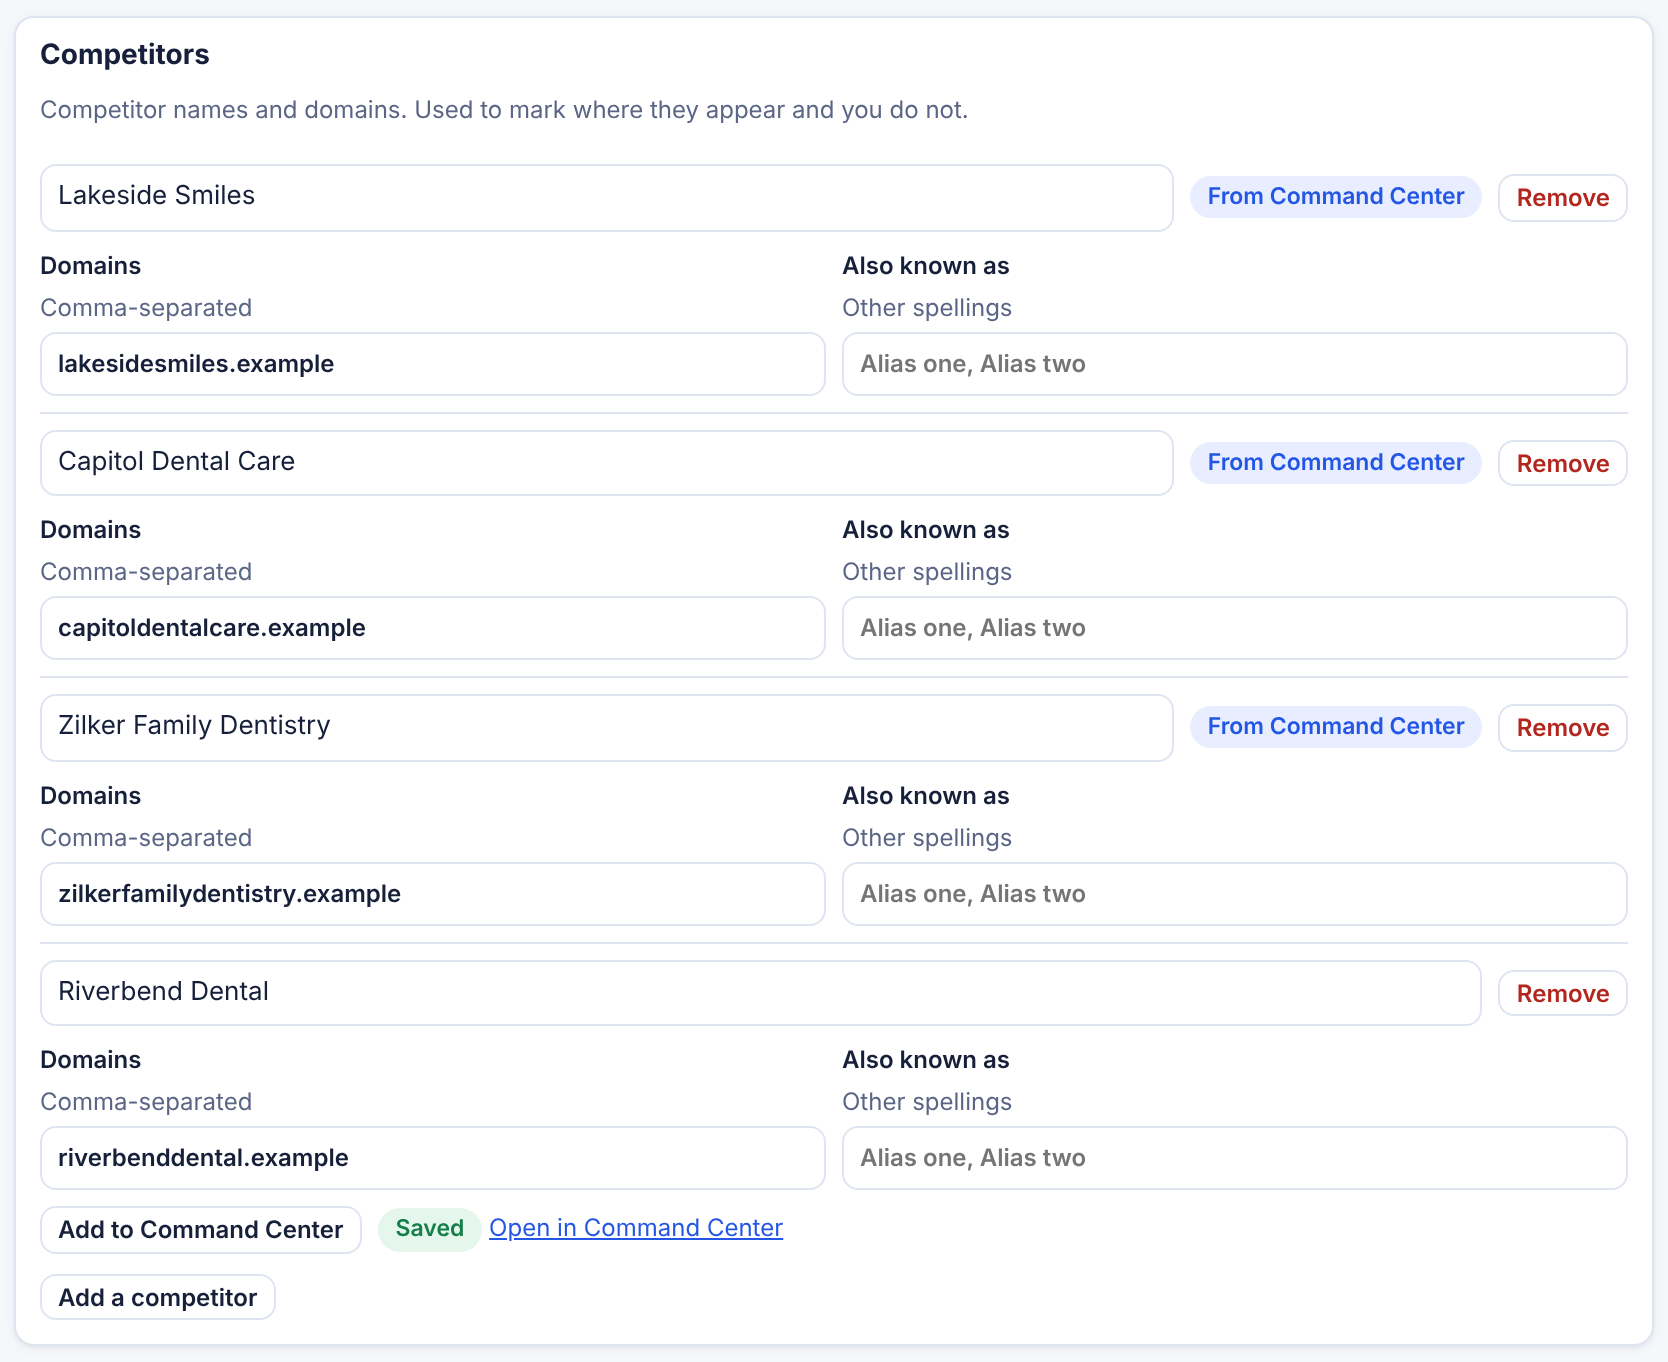 Competitors
Competitor names and domains. Used to mark where they appear and you do not.
Lakeside Smiles From Command Center Remove
Domains Also known as
Comma-separated Other spellings
lakesidesmiles.example Alias one, Alias two
Capitol Dental Care From Command Center Remove
Domains Also known as
Comma-separated Other spellings
capitoldentalcare.example Alias one, Alias two
Zilker Family Dentistry From Command Center Remove
Domains Also known as
Comma-separated Other spellings
zilkerfamilydentistry.example Alias one, Alias two
Riverbend Dental Remove
Domains Also known as
Comma-separated Other spellings
riverbenddental.example Alias one, Alias two
Add to Command Center Saved Open in Command Center
Add a competitor